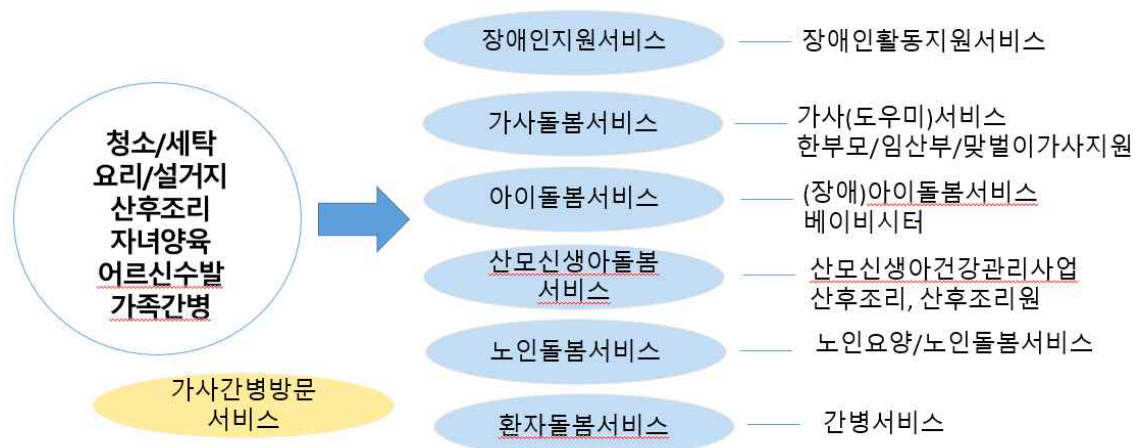 청소/세탁
요리/설거지
산후조리
자녀양육
어르신수발
가족간병
가사간병방문
서비스
장애인지원서비스
장애인활동지원서비스
가사돌봄서비스
가사(도우미)서비스
한부모/임산부/맞벌이가사지원
아이돌봄서비스
(장애)아이돌봄서비스
베이비시터
산모신생아돌봄
서비스
산모신생아건강관리사업
산후조리, 산후조리원
노인돌봄서비스
노인요양/노인돌봄서비스
환자돌봄서비스
간병서비스